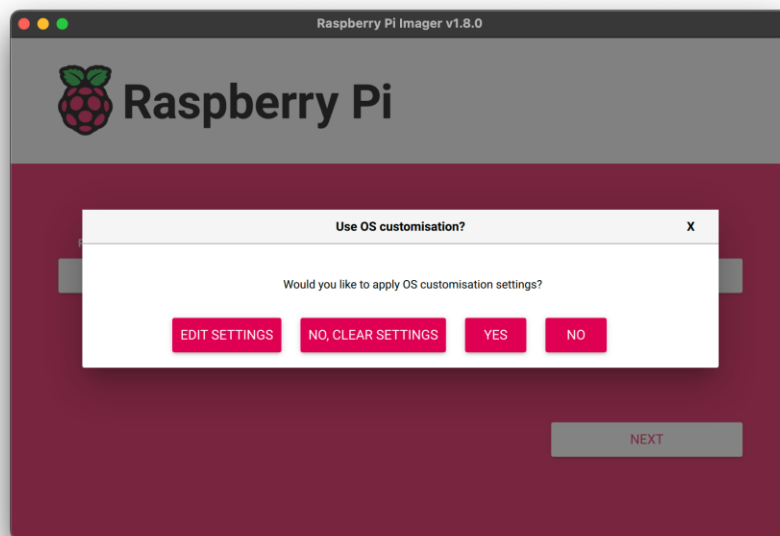 Raspberry Pi Imager v1.8.0
Raspberry Pi
Use OS customisation? X
Would you like to apply OS customisation settings?
EDIT SETTINGS NO, CLEAR SETTINGS YES NO
NEXT